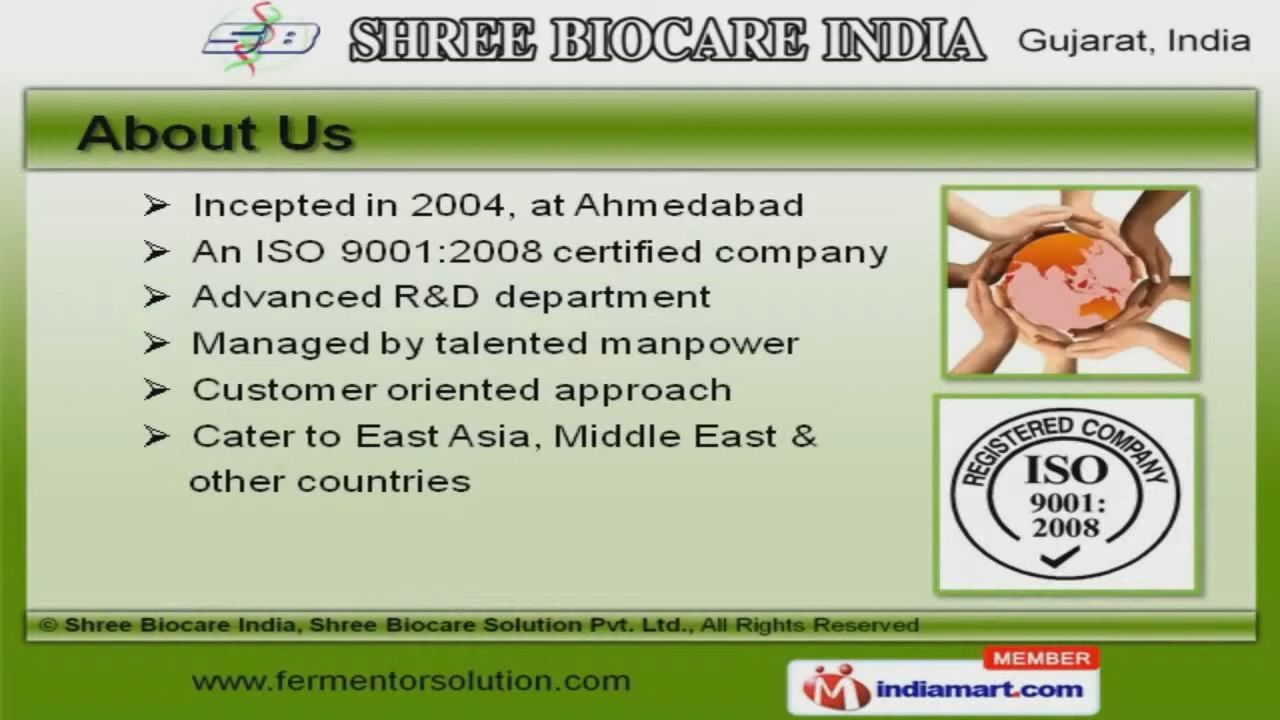 SB SHREE BIOCARE INDIA Gujarat, India
About Us
Incepted in 2004, at Ahmedabad
An ISO 9001:2008 certified company
Advanced R&D department
Managed by talented manpower
Customer oriented approach
Cater to East Asia, Middle East &
other countries
REGISTERED COMPANY
ISO
9001:
2008
© Shree Biocare India, Shree Biocare Solution Pvt. Ltd., All Rights Reserved
www.fermentorsolution.com
MEMBER
indiamart.com